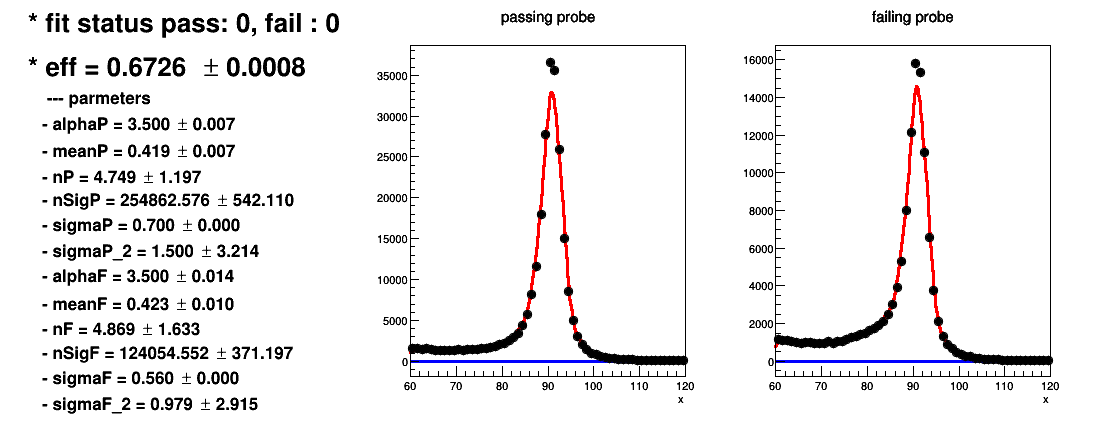 * fit status pass: 0, fail : 0
* eff = 0.6726 ± 0.0008
--- parmeters
- alphaP = 3.500 ± 0.007
- meanP = 0.419 ± 0.007
- nP = 4.749 ± 1.197
- nSigP = 254862.576 ± 542.110
- sigmaP = 0.700 ± 0.000
- sigmaP_2 = 1.500 ± 3.214
- alphaF = 3.500 ± 0.014
- meanF = 0.423 ± 0.010
- nF = 4.869 ± 1.633
- nSigF = 124054.552 ± 371.197
- sigmaF = 0.560 ± 0.000
- sigmaF_2 = 0.979 ± 2.915
passing probe
35000
30000
25000
20000
15000
10000
5000
0
60 70 80 90 100 110 120
x
failing probe
16000
14000
12000
10000
8000
6000
4000
2000
0
60 70 80 90 100 110 120
x